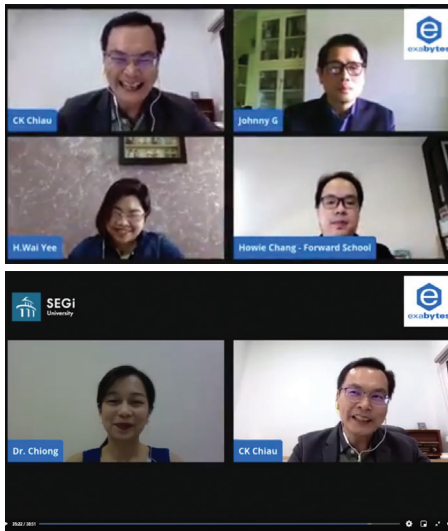 exabytes
CK Chiau
Johnny G
H.Wai Yee
Howie Chang - Forward School
SEGi
University
exabytes
Dr. Chiong
CK Chiau